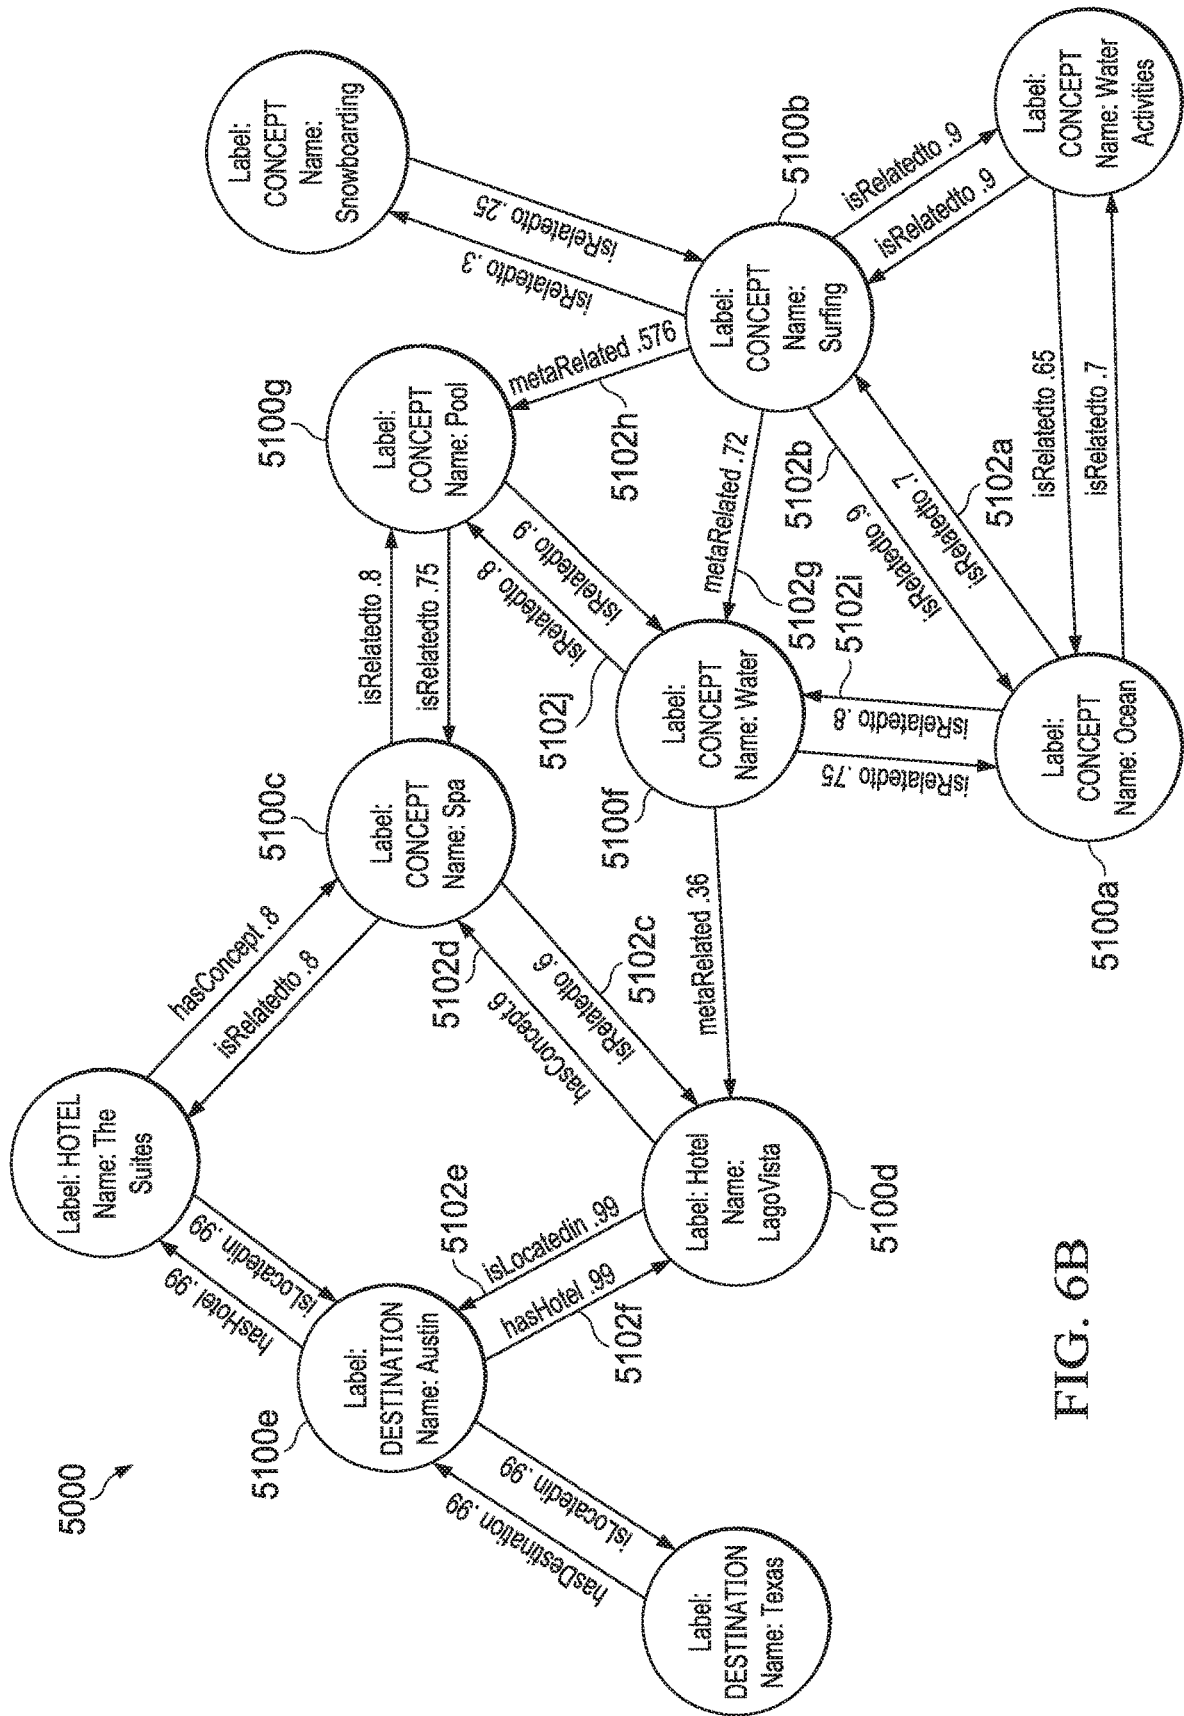 5000
Label:
DESTINATION
Name: Texas
hasDestination .99
isLocatedin .99
5100e
Label:
DESTINATION
Name: Austin
hasHotel .99
isLocatedin .99
Label: HOTEL
Name: The
Suites
isLocatedin .99
5102e
hasHotel .99
5102f
Label: Hotel
Name:
LagoVista
5100d
hasConcept .8
isRelatedto .8
5102d
hasConcept.6
isRelatedto .6
5102c
metaRelated .36
5100c
Label:
CONCEPT
Name: Spa
isRelatedto .8
isRelatedto .75
5100g
Label:
CONCEPT
Name: Pool
5102j
isRelatedto .8
isRelatedto .9
5100f
Label:
CONCEPT
Name: Water
metaRelated .576
5102h
metaRelated .72
5102g
isRelatedto .75
isRelatedto .8
5102i
5100a
Label:
CONCEPT
Name: Ocean
5102b
isRelatedto .9
isRelatedto .7
5102a
Label:
CONCEPT
Name:
Snowboarding
isRelatedto .3
isRelatedto .25
5100b
Label:
CONCEPT
Name:
Surfing
isRelatedto .9
isRelatedto .9
isRelatedto .65
isRelatedto .7
Label:
CONCEPT
Name: Water
Activities
FIG. 6B